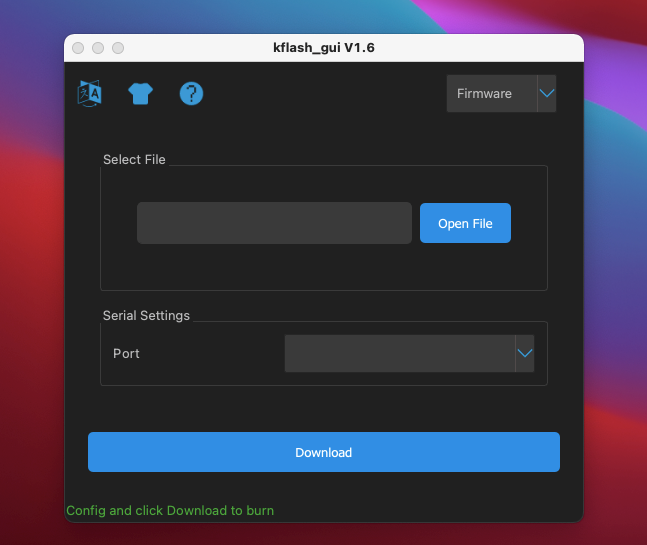 kflash_gui V1.6
Firmware
Select File
Open File
Serial Settings
Port
Download
Config and click Download to burn